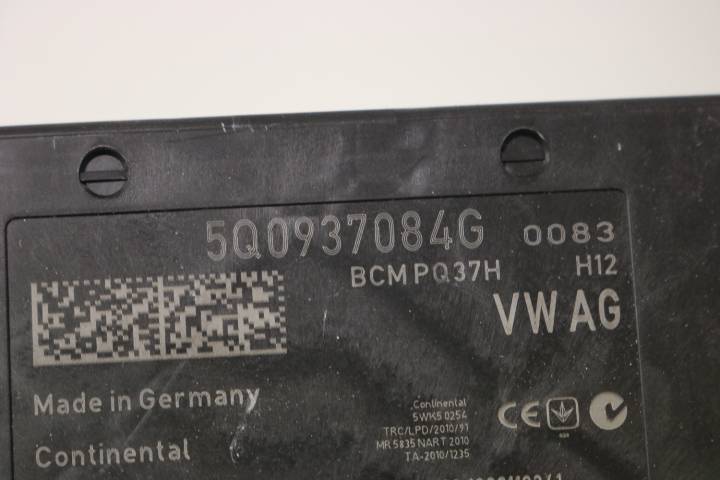 5Q0937084G 0083
BCM PQ37H H12
VW AG
Made in Germany
Continental
Continental
5WK5 0254
TRC/LPD/2010/91
MR 5835 NART 2010
TA-2010/1235
CE